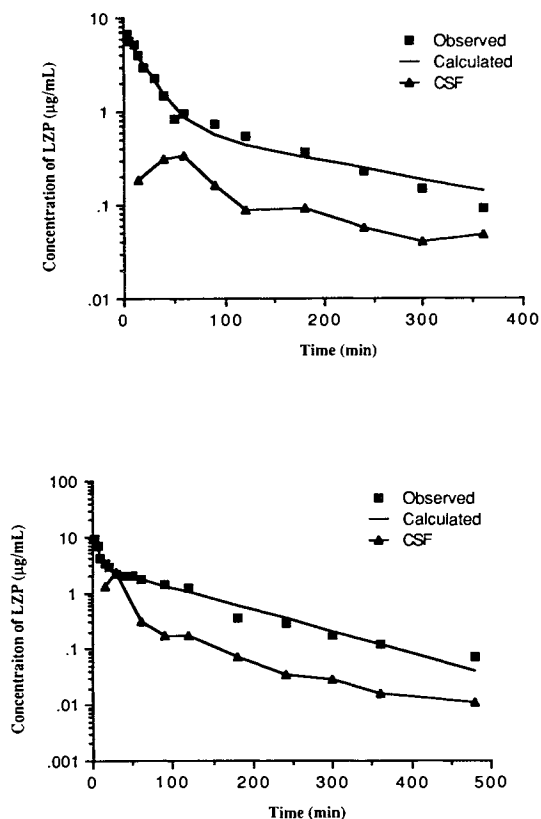 10
1
.1
.01
Concentration of LZP (µg/mL)
Observed
Calculated
CSF
0
100
200
300
400
Time (min)
100
10
1
.1
.01
.001
Concentraiton of LZP (µg/mL)
Observed
Calculated
CSF
0
100
200
300
400
500
Time (min)